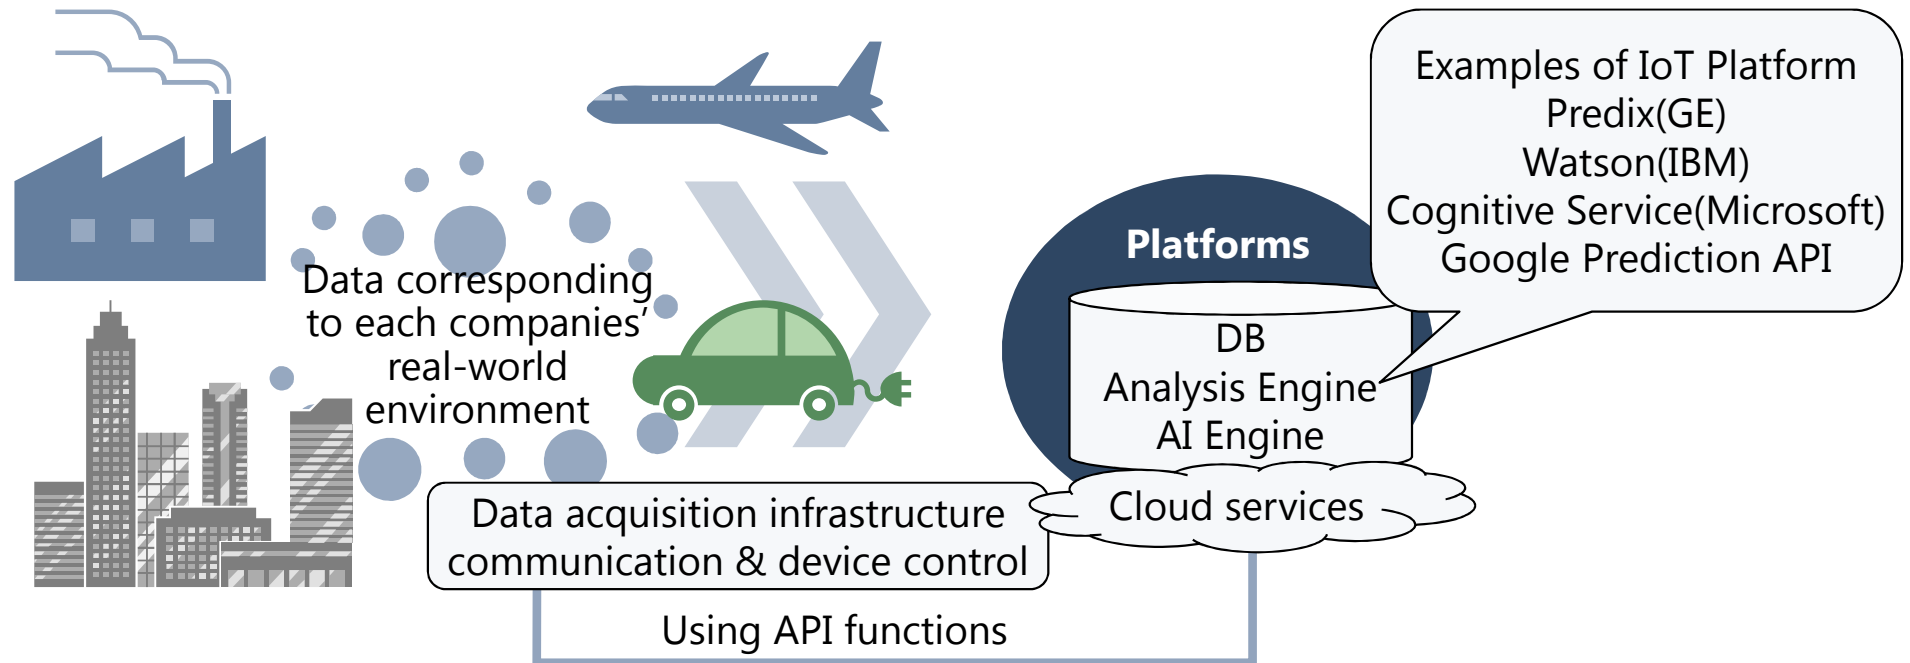 Examples of IoT Platform
Predix(GE)
Watson(IBM)
Cognitive Service(Microsoft)
Google Prediction API
Platforms
Data corresponding
to each companies’
real-world
environment
DB
Analysis Engine
AI Engine
Cloud services
Data acquisition infrastructure
communication & device control
Using API functions